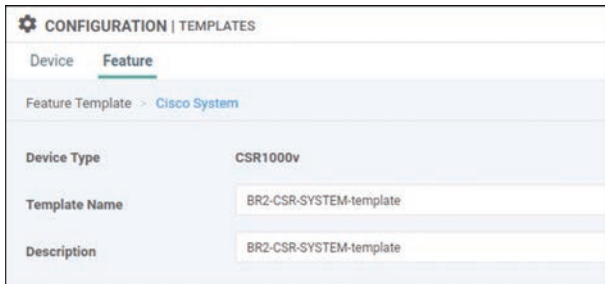 CONFIGURATION | TEMPLATES
Device Feature
Feature Template > Cisco System
Device Type CSR1000v
Template Name BR2-CSR-SYSTEM-template
Description BR2-CSR-SYSTEM-template